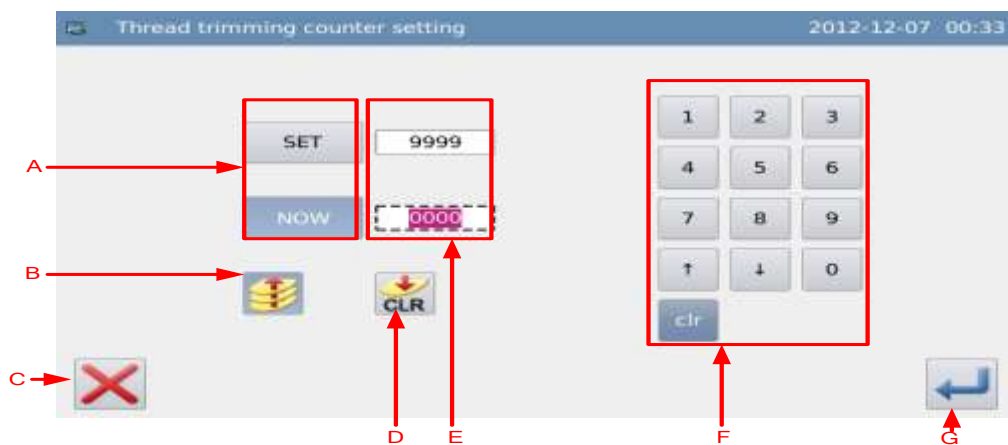 Thread trimming counter setting 2012-12-07 00:33
1 2 3
SET 9999
A
4 5 6
NOW 0000
7 8 9
B
↑ ↓ 0
CLR
clr
C
D E F G